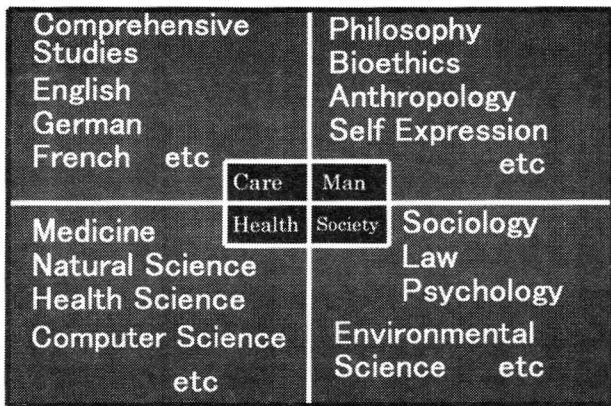 Comprehensive
Studies
English
German
French etc
Philosophy
Bioethics
Anthropology
Self Expression
etc
Care
Man
Health
Society
Medicine
Natural Science
Health Science
Computer Science
etc
Sociology
Law
Psychology
Environmental
Science etc